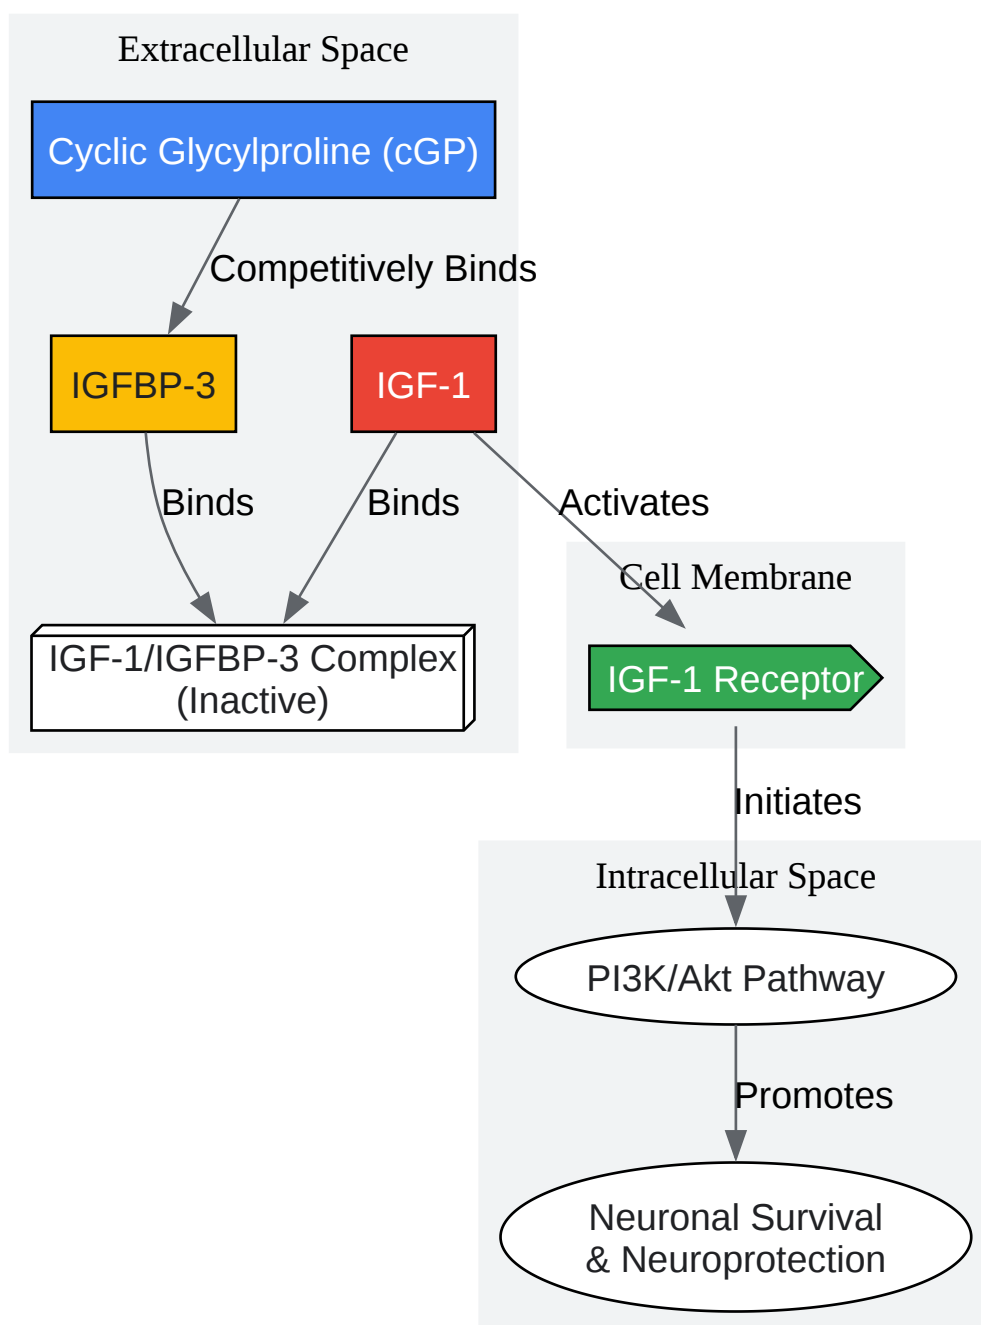 Extracellular Space
Cyclic Glycylproline (cGP)
Competitively Binds
IGFBP-3
IGF-1
Binds
Binds
Activates
Cell Membrane
IGF-1/IGFBP-3 Complex
(Inactive)
IGF-1 Receptor
Initiates
Intracellular Space
PI3K/Akt Pathway
Promotes
Neuronal Survival
& Neuroprotection